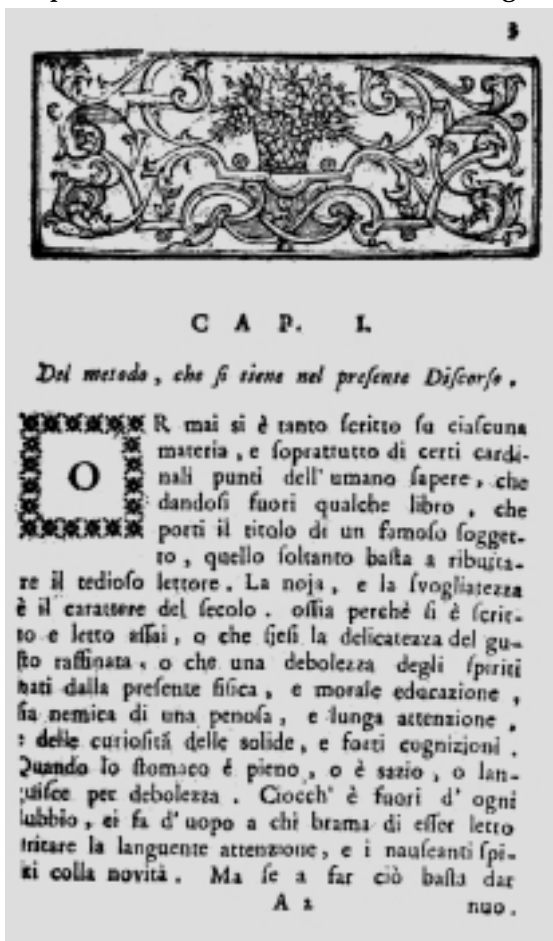 3
C A P. I.
Del metodo, che ſi tiene nel preſente Diſcorſo.
OR mai si è tanto ſcritto ſu ciaſcuna
materia, e ſoprattutto di certi cardi-
nali punti dell' umano ſapere, che
dandoſi fuori qualche libro, che
porti il titolo di un famoſo ſogget-
to, quello ſoltanto baſta a ributta-
re il tedioſo lettore. La noja, e la ſvogliatezza
è il carattere del ſecolo. oſſia perchè ſi è ſcrit-
to e letto aſſai, o che ſieſi la delicatezza del gu-
ſto raffinata, o che una debolezza degli ſpiriti
nati dalla preſente fiſica, e morale educazione,
ſia nemica di una penoſa, e lunga attenzione,
e delle curioſità delle solide, e forti cognizioni.
Quando lo ſtomaco é pieno, o è sazio, o lan-
guiſce per debolezza. Ciocch' è fuori d' ogni
dubbio, ei fa d' uopo a chi brama di eſſer letto
irritare la languente attenzione, e i nauſeanti ſpi-
riti colla novità. Ma ſe a far ciò baſta dar
A 2 nuo.